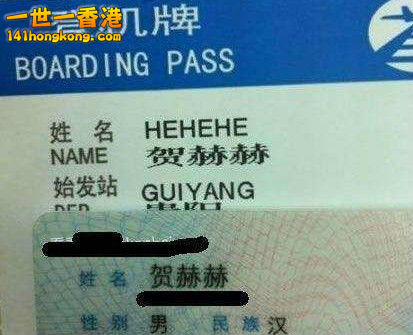 一世一香港
141hongkong.com
登机牌
BOARDING PASS
姓 名 HEHEHE
NAME 贺赫赫
始发站 GUIYANG
姓 名 贺赫赫
性 别 男 民 族 汉